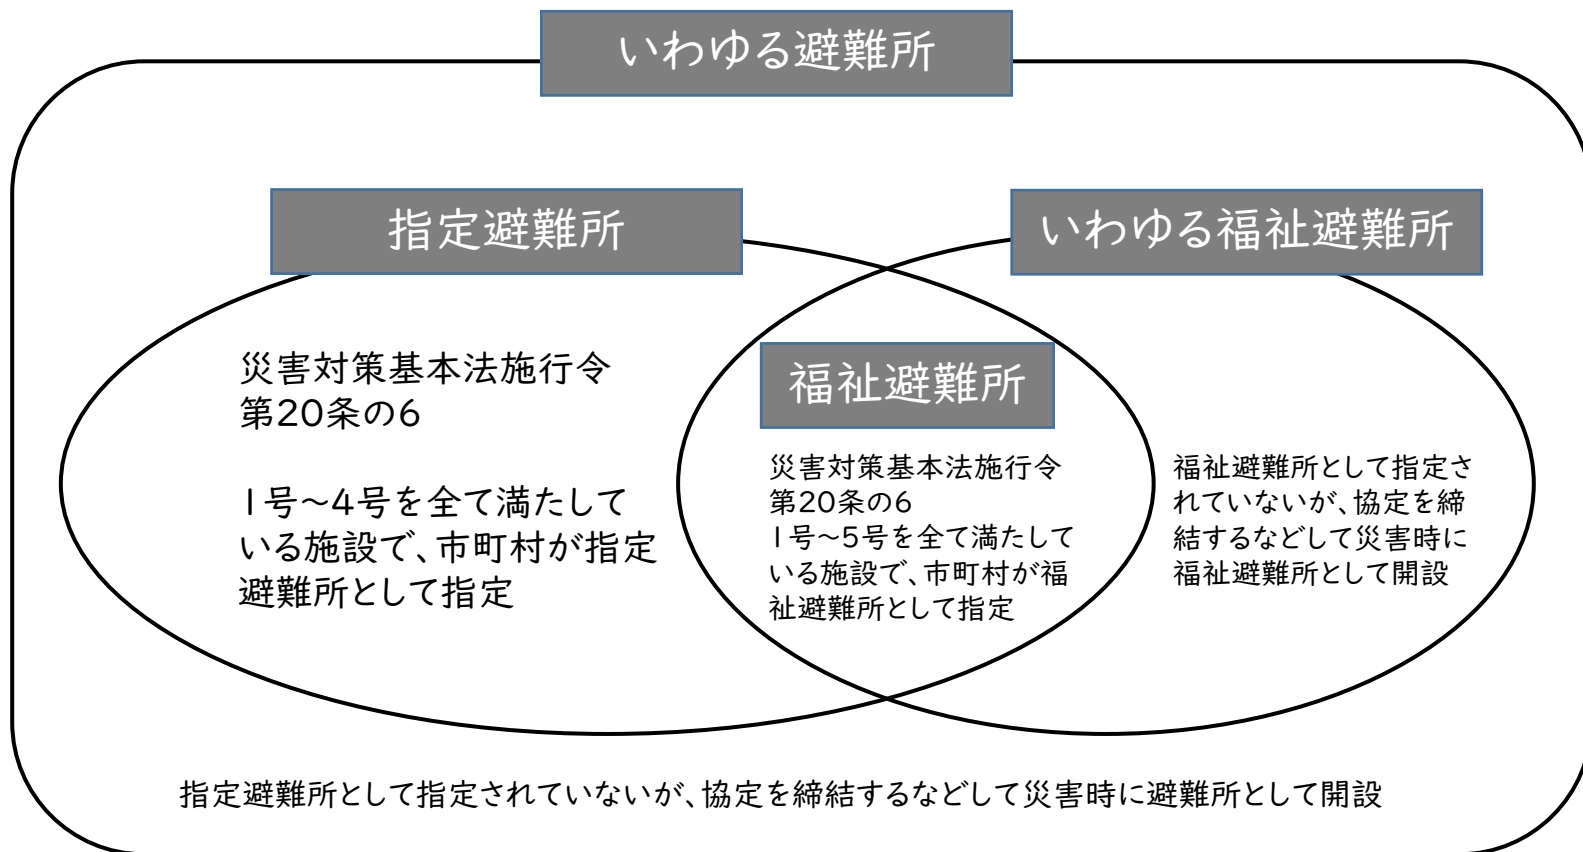 いわゆる避難所
指定避難所
いわゆる福祉避難所
災害対策基本法施行令
第20条の6
1号～4号を全て満たして
いる施設で、市町村が指定
避難所として指定
福祉避難所
災害対策基本法施行令
第20条の6
1号～5号を全て満たして
いる施設で、市町村が福
祉避難所として指定
福祉避難所として指定さ
れていないが、協定を締
結するなどして災害時に
福祉避難所として開設
指定避難所として指定されていないが、協定を締結するなどして災害時に避難所として開設